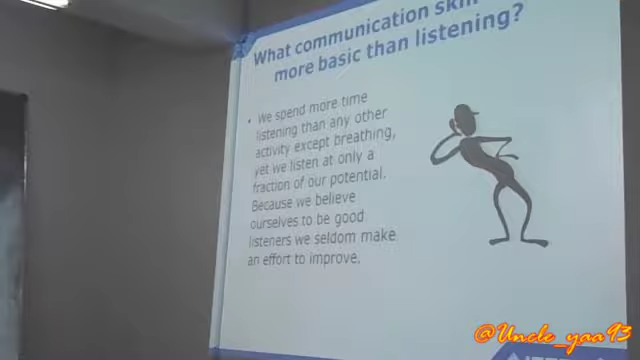 What communication skill
more basic than listening?
• We spend more time
listening than any other
activity except breathing,
yet we listen at only a
fraction of our potential.
Because we believe
ourselves to be good
listeners we seldom make
an effort to improve.
@Uncle_yaa93